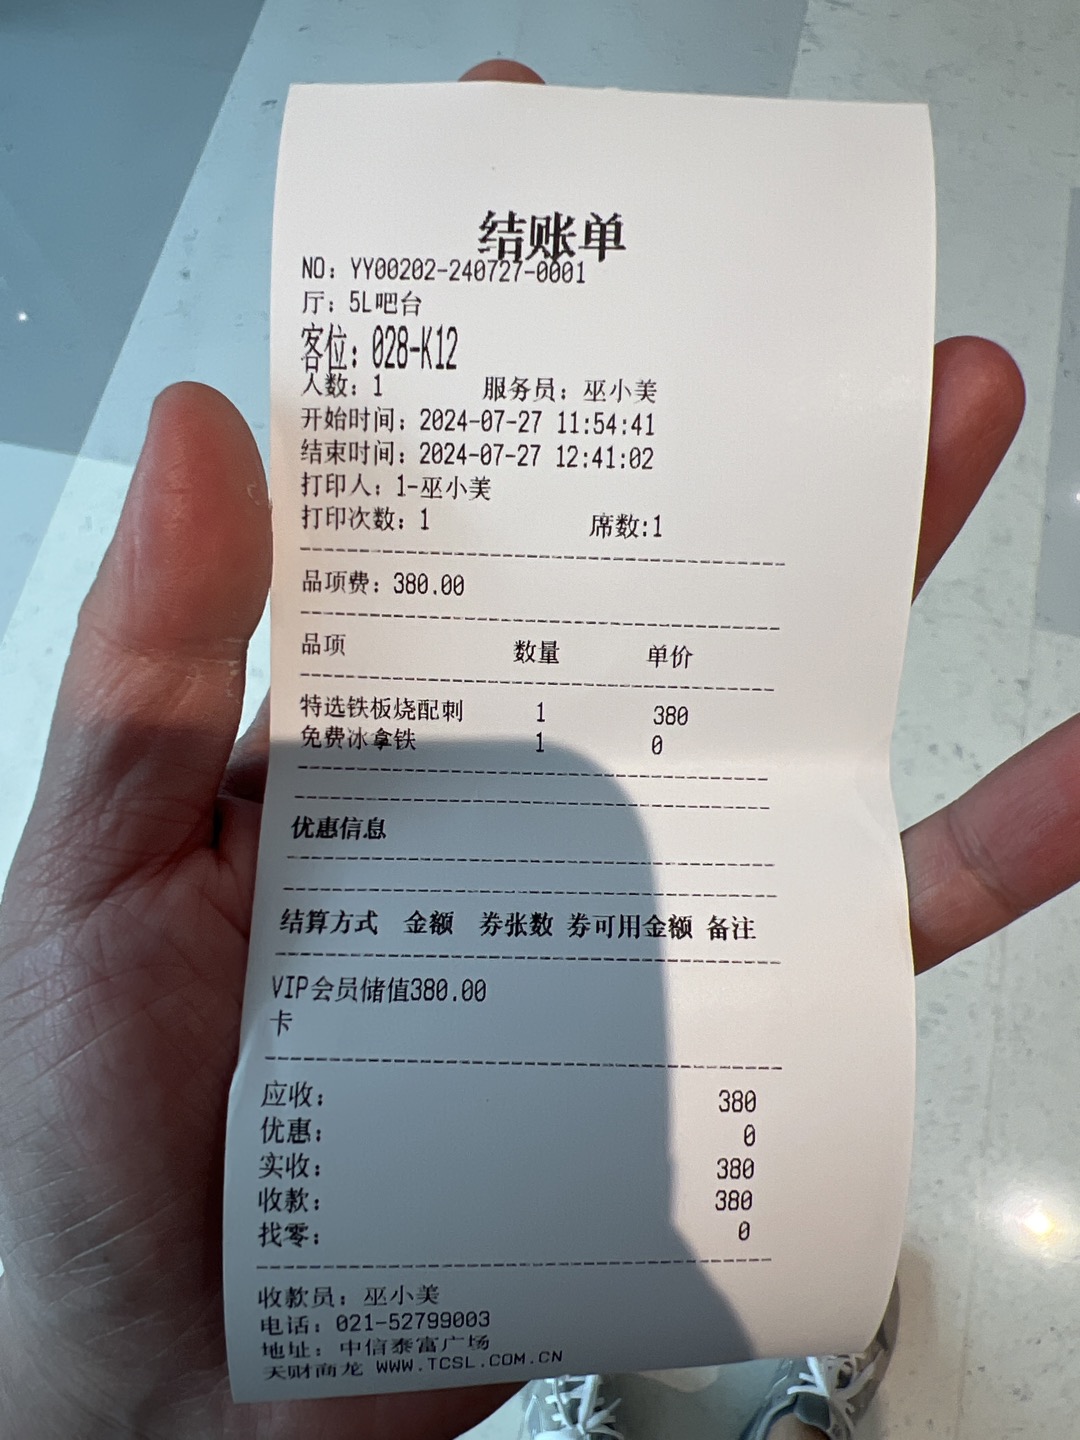 结账单
NO: YY00202-240727-0001
厅: 5L吧台
客位: 028-K12
人数: 1 服务员: 巫小美
开始时间: 2024-07-27 11:54:41
结束时间: 2024-07-27 12:41:02
打印人: 1-巫小美
打印次数: 1 席数:1
品项费: 380.00
品项 数量 单价
特选铁板烧配刺 1 380
免费冰拿铁 1 0
优惠信息
结算方式 金额 券张数 券可用金额 备注
VIP会员储值380.00
卡
应收: 380
优惠: 0
实收: 380
收款: 380
找零: 0
收款员: 巫小美
电话: 021-52799003
地址: 中信泰富广场
天财商龙 WWW.TCSL.COM.CN